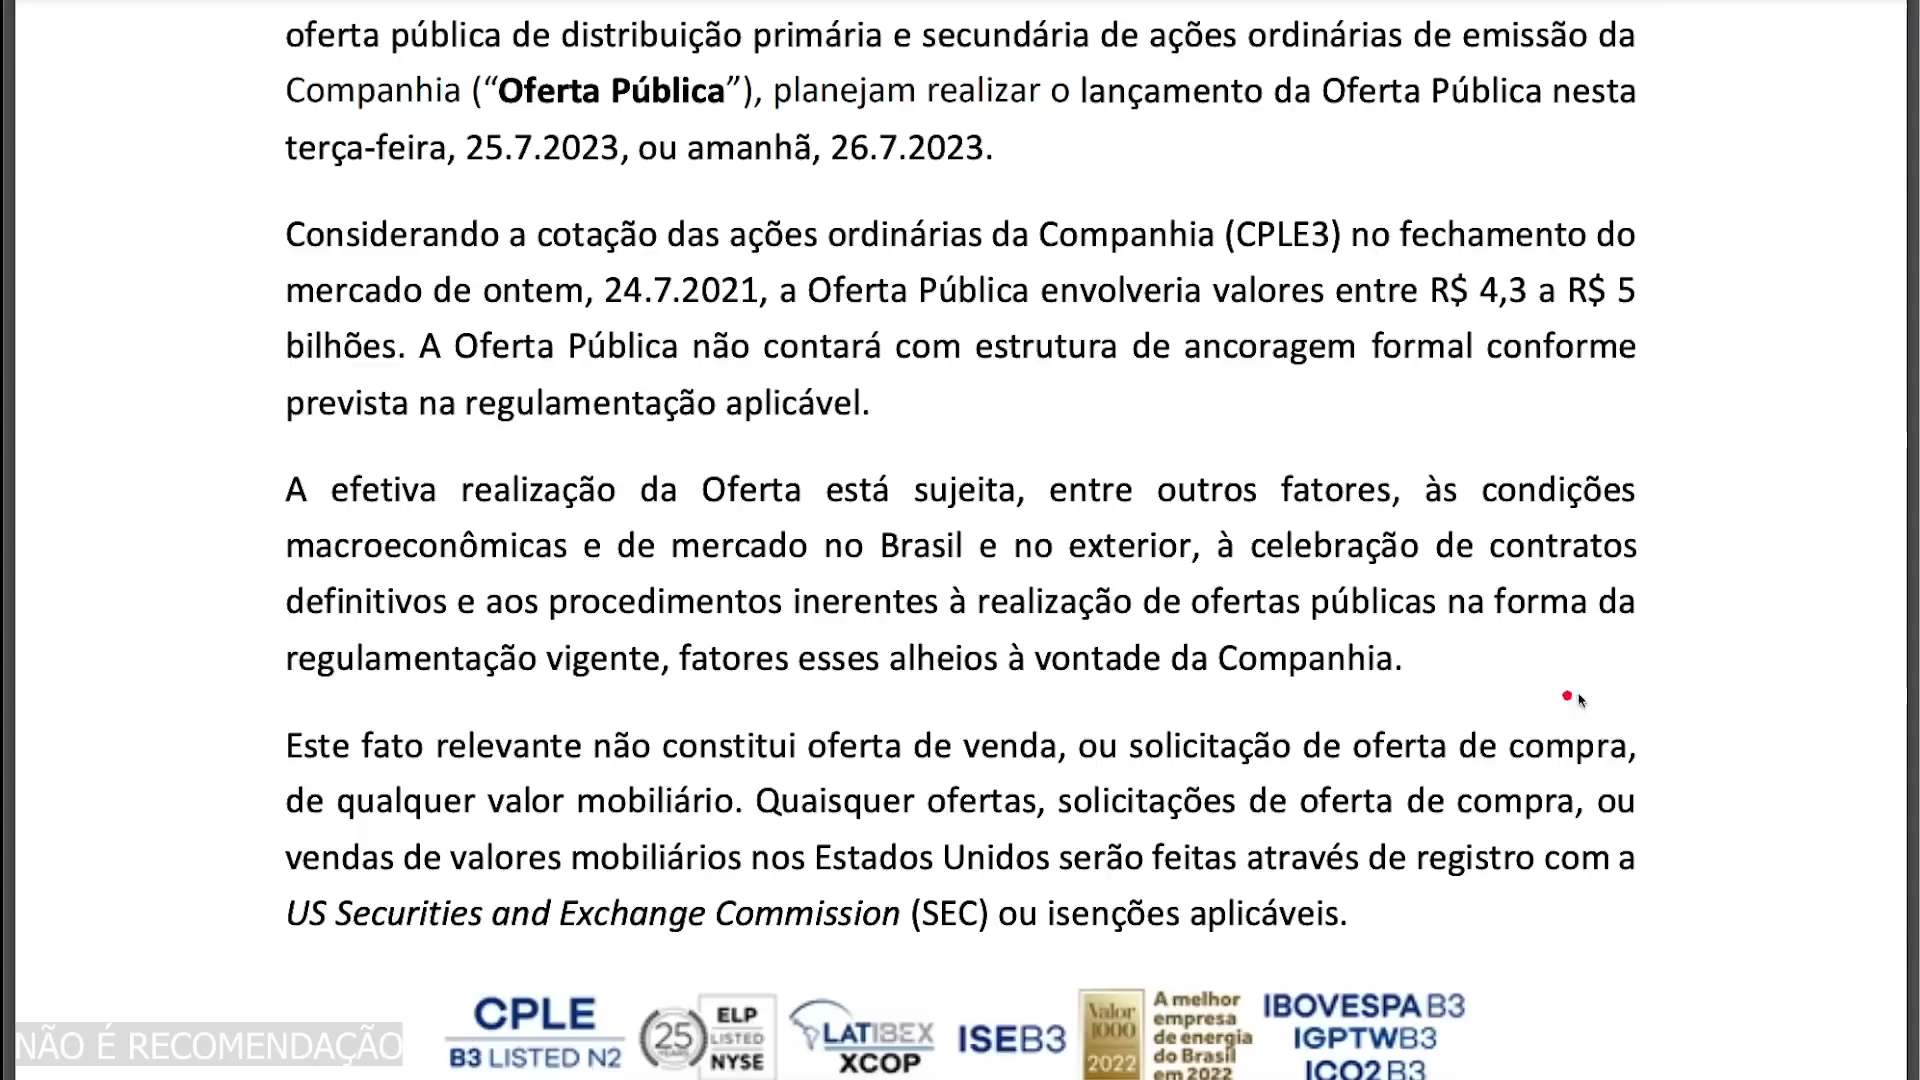 oferta pública de distribuição primária e secundária de ações ordinárias de emissão da
Companhia (“Oferta Pública”), planejam realizar o lançamento da Oferta Pública nesta
terça-feira, 25.7.2023, ou amanhã, 26.7.2023.
Considerando a cotação das ações ordinárias da Companhia (CPLE3) no fechamento do
mercado de ontem, 24.7.2021, a Oferta Pública envolveria valores entre R$ 4,3 a R$ 5
bilhões. A Oferta Pública não contará com estrutura de ancoragem formal conforme
prevista na regulamentação aplicável.
A efetiva realização da Oferta está sujeita, entre outros fatores, às condições
macroeconômicas e de mercado no Brasil e no exterior, à celebração de contratos
definitivos e aos procedimentos inerentes à realização de ofertas públicas na forma da
regulamentação vigente, fatores esses alheios à vontade da Companhia.
Este fato relevante não constitui oferta de venda, ou solicitação de oferta de compra,
de qualquer valor mobiliário. Quaisquer ofertas, solicitações de oferta de compra, ou
vendas de valores mobiliários nos Estados Unidos serão feitas através de registro com a
US Securities and Exchange Commission (SEC) ou isenções aplicáveis.
NÃO É RECOMENDAÇÃO
CPLE
B3 LISTED N2
25
YEARS
ELP
LISTED
NYSE
LATIBEX
XCOP
ISEB3
Valor
1000
2022
A melhor
empresa
de energia
do Brasil
em 2022
IBOVESPA B3
IGPTWB3
ICO2 B3